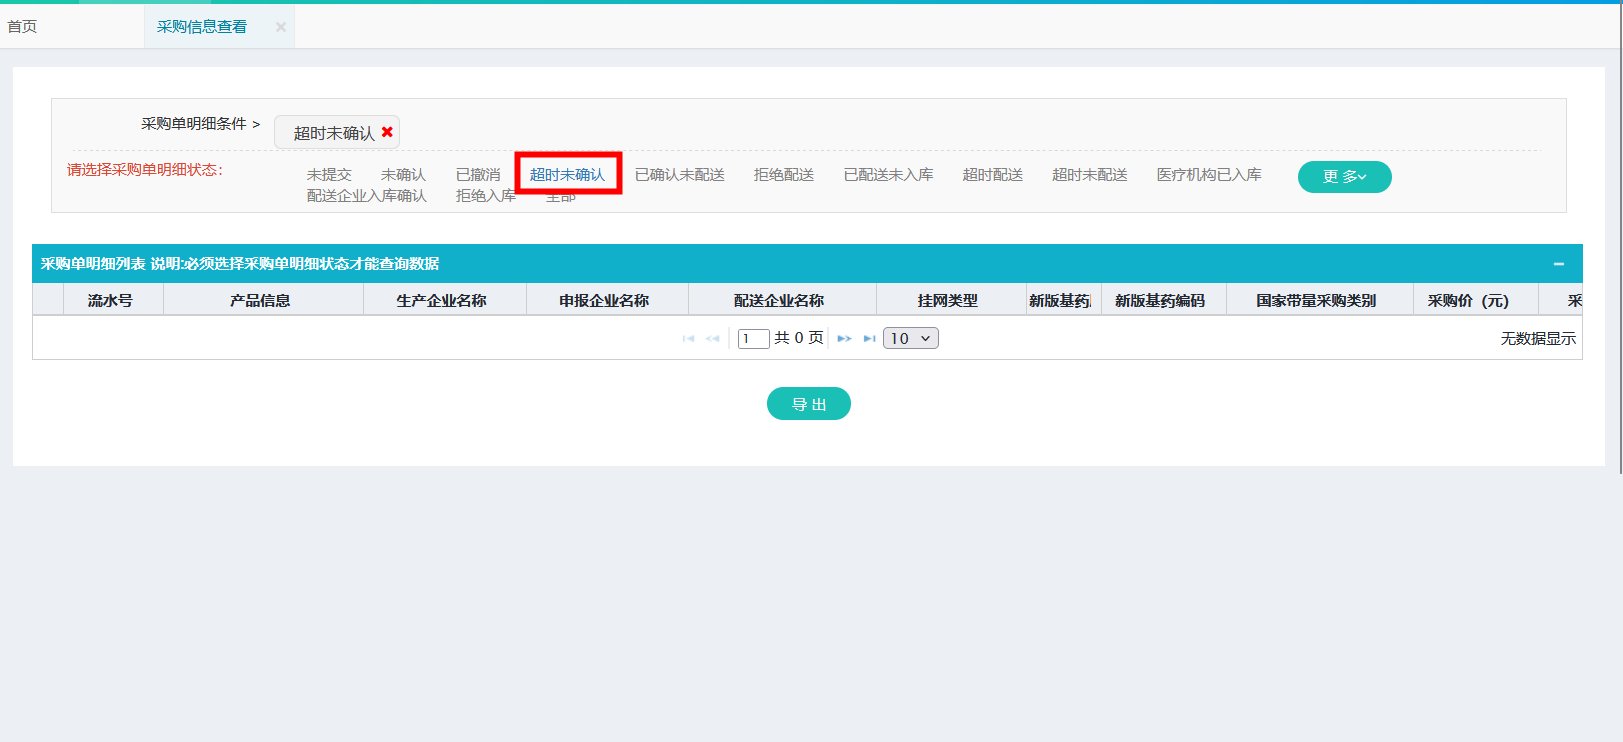 首页 采购信息查看
采购单明细条件 > 超时未确认
请选择采购单明细状态: 未提交 未确认 已撤消 超时未确认 已确认未配送 拒绝配送 已配送未入库 超时配送 超时未配送 医疗机构已入库 更 多
配送企业入库确认 拒绝入库 全部
采购单明细列表 说明:必须选择采购单明细状态才能查询数据
流水号 产品信息 生产企业名称 申报企业名称 配送企业名称 挂网类型 新版基药 新版基药编码 国家带量采购类别 采购价（元） 采
1 共 0 页 10 无数据显示
导 出